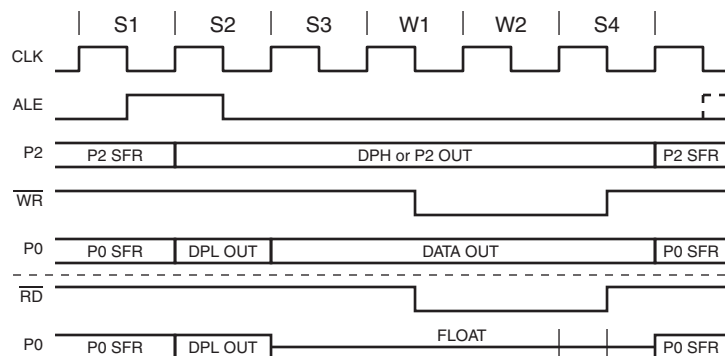 S1 S2 S3 W1 W2 S4
CLK
ALE
P2 P2 SFR DPH or P2 OUT P2 SFR
WR
P0 P0 SFR DPL OUT DATA OUT P0 SFR
RD
FLOAT
P0 P0 SFR DPL OUT P0 SFR